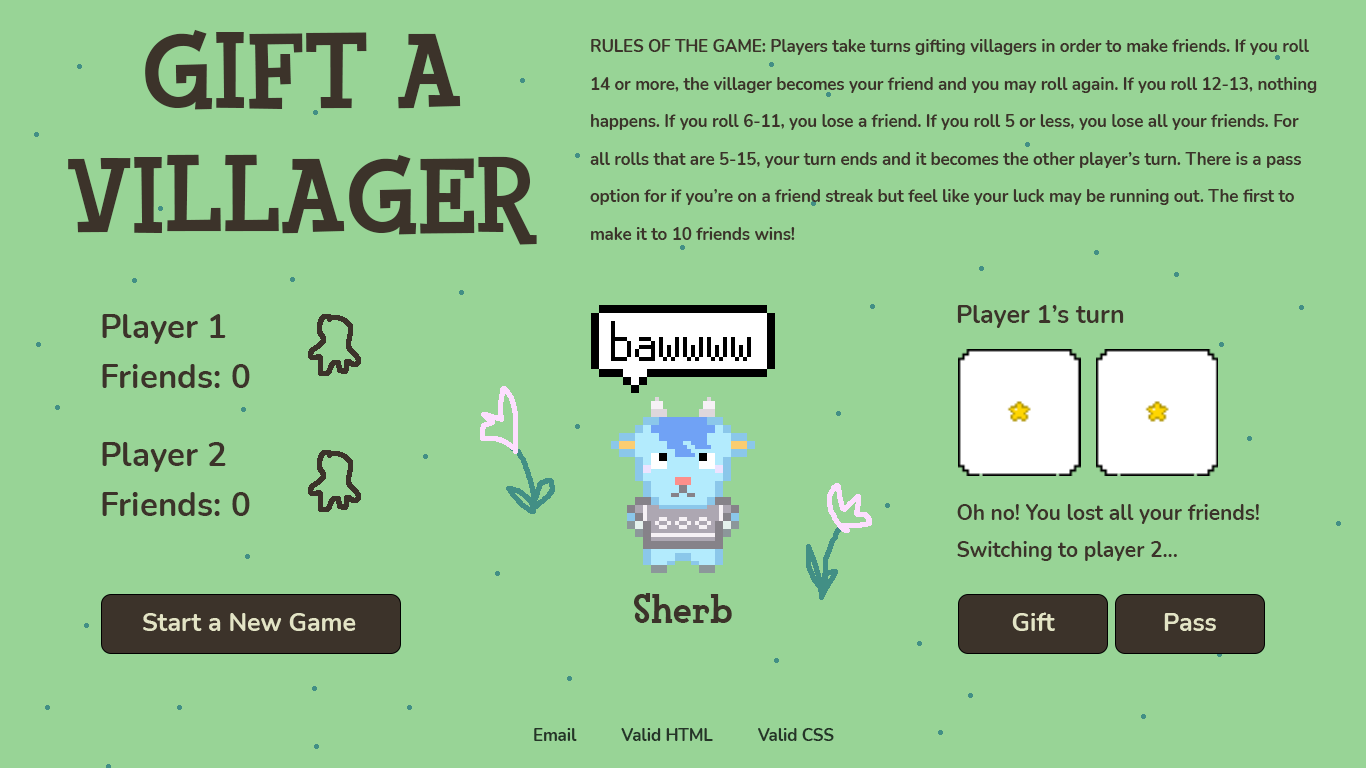 GIFT A
VILLAGER
RULES OF THE GAME: Players take turns gifting villagers in order to make friends. If you roll
14 or more, the villager becomes your friend and you may roll again. If you roll 12-13, nothing
happens. If you roll 6-11, you lose a friend. If you roll 5 or less, you lose all your friends. For
all rolls that are 5-15, your turn ends and it becomes the other player’s turn. There is a pass
option for if you’re on a friend streak but feel like your luck may be running out. The first to
make it to 10 friends wins!
Player 1
Friends: 0
Player 2
Friends: 0
Start a New Game
bawwww
Sherb
Player 1’s turn
Oh no! You lost all your friends!
Switching to player 2...
Gift
Pass
Email
Valid HTML
Valid CSS